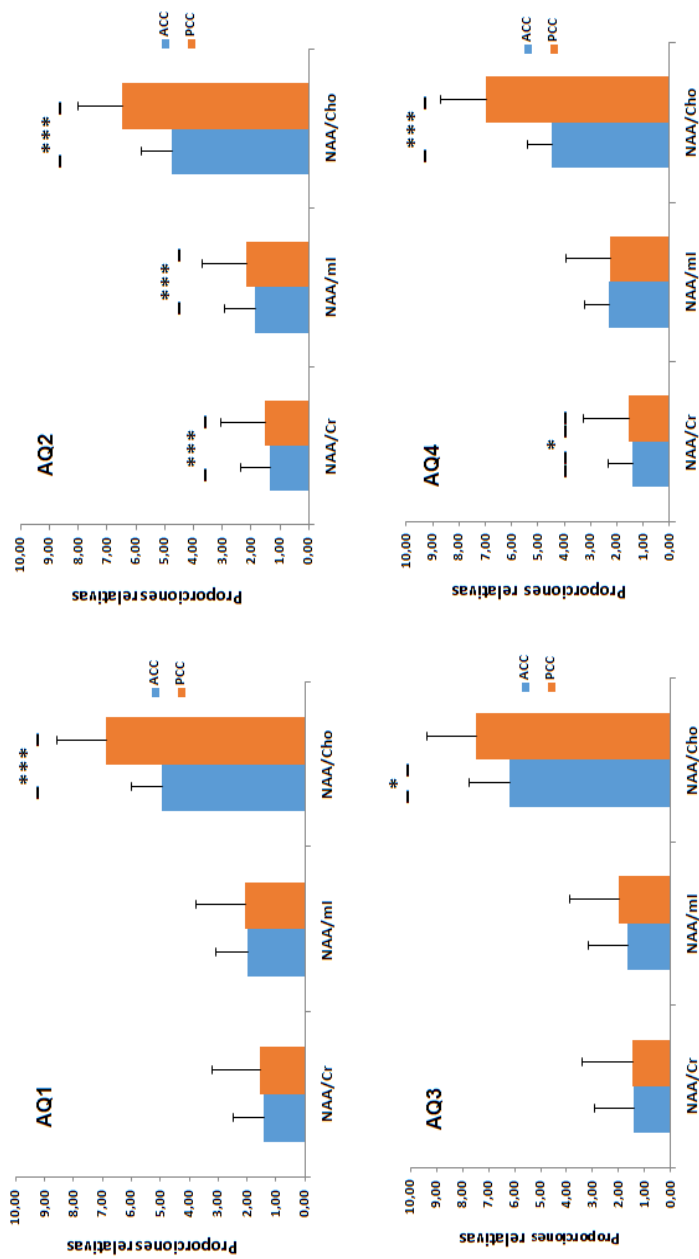 AQ1
10,00
9,00
8,00
7,00
6,00
5,00
4,00
3,00
2,00
1,00
0,00
Proporciones relativas
***
ACC
PCC
NAA/Cr
NAA/mI
NAA/Cho
AQ2
10,00
9,00
8,00
7,00
6,00
5,00
4,00
3,00
2,00
1,00
0,00
Proporciones relativas
***
***
***
ACC
PCC
NAA/Cr
NAA/mI
NAA/Cho
AQ3
10,00
9,00
8,00
7,00
6,00
5,00
4,00
3,00
2,00
1,00
0,00
Proporciones relativas
*
ACC
PCC
NAA/Cr
NAA/mI
NAA/Cho
AQ4
10,00
9,00
8,00
7,00
6,00
5,00
4,00
3,00
2,00
1,00
0,00
Proporciones relativas
*
***
ACC
PCC
NAA/Cr
NAA/mI
NAA/Cho